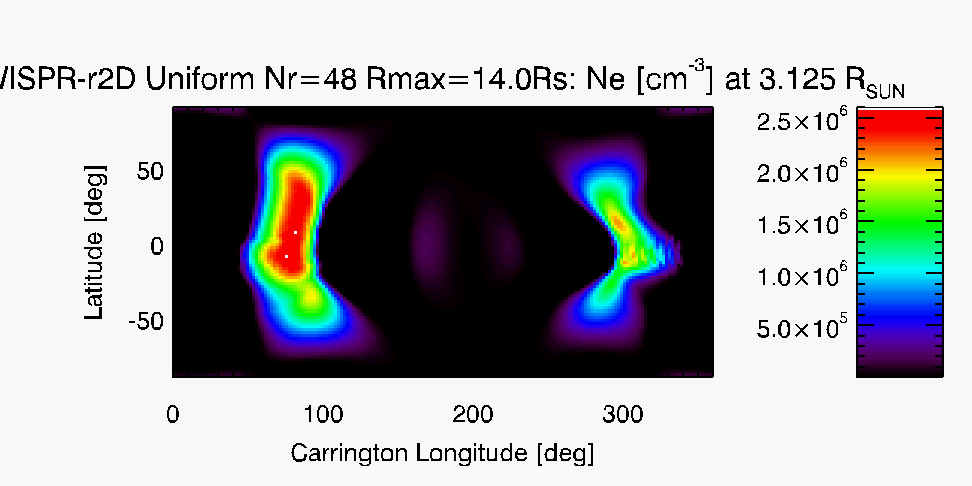 /ISPR-r2D Uniform Nr=48 Rmax=14.0Rs: Ne [cm⁻³] at 3.125 R_SUN
2.5×10⁶
50
2.0×10⁶
Latitude [deg]
1.5×10⁶
0
1.0×10⁶
-50
5.0×10⁵
0 100 200 300
Carrington Longitude [deg]